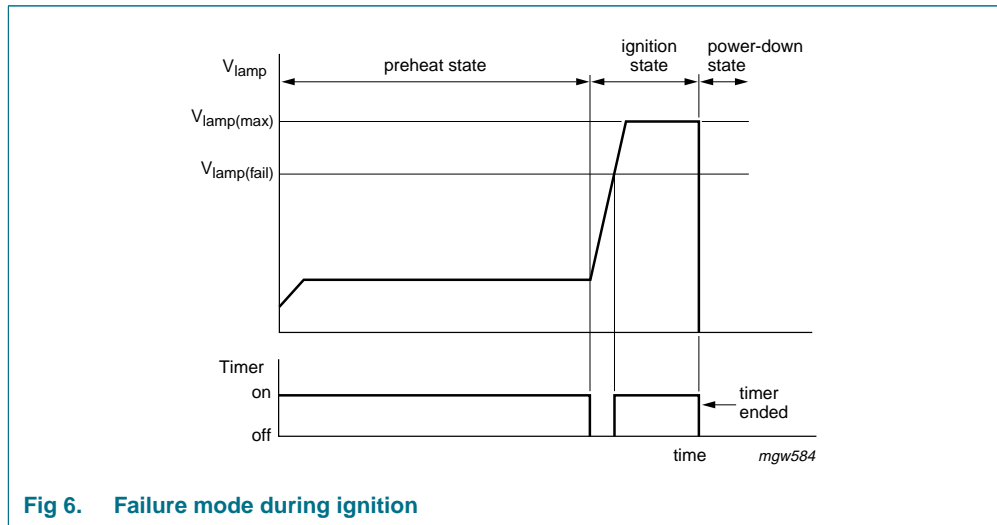 ignition state
power-down state
preheat state
Vlamp
Vlamp(max)
Vlamp(fail)
Timer
on
off
timer ended
time
mgw584
Fig 6. Failure mode during ignition